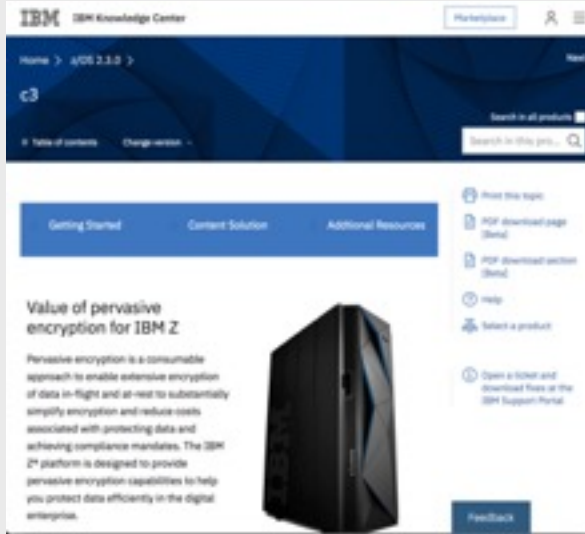 IBM IBM Knowledge Center
Marketplace
Home > z/OS 2.3.0 >
Next
c3
Search in all products
Table of contents Change version
Search in this pro...
Print this topic
Getting Started Content Solution Additional Resources
PDF download page
[Beta]
PDF download section
[Beta]
Help
Select a product
Value of pervasive
encryption for IBM Z
Pervasive encryption is a consumable
approach to enable extensive encryption
of data in-flight and at-rest to substantially
simplify encryption and reduce costs
associated with protecting data and
achieving compliance mandates. The IBM
Z® platform is designed to provide
pervasive encryption capabilities to help
you protect data efficiently in the digital
enterprise.
Open a ticket and
download fixes at the
IBM Support Portal
IBM
Feedback